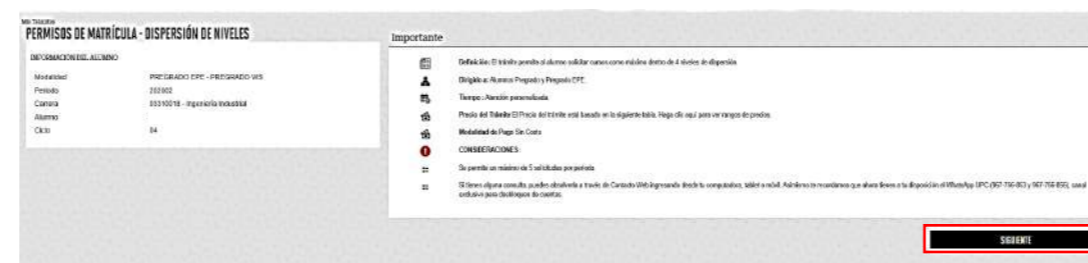 Mis Trámites
PERMISOS DE MATRÍCULA - DISPERSIÓN DE NIVELES
INFORMACIÓN DEL ALUMNO
Modalidad PREGRADO EPE - PREGRADO WS
Periodo 202002
Carrera - Ingeniería Industrial
Alumno
Ciclo 04
Importante
Definición: El trámite permite al alumno solicitar cursos como máximo dentro de 4 niveles de dispersión.
Dirigido a: Alumnos Pregrado y Pregrado EPE.
Tiempo: Atención personalizada.
Precio del Trámite El Precio del trámite está basado en la siguiente tabla. Haga clic aquí para ver rangos de precios.
Modalidad de Pago Sin Costo
CONSIDERACIONES:
Se permite un máximo de 5 solicitudes por periodo
Si tienes alguna consulta, puedes absolverla a través de Contacto Web ingresando desde tu computadora, tablet o móvil. Asimismo te recordamos que ahora tienes a tu disposición el WhatsApp UPC canal
exclusivo para desbloqueo de cuentas.
SIGUIENTE